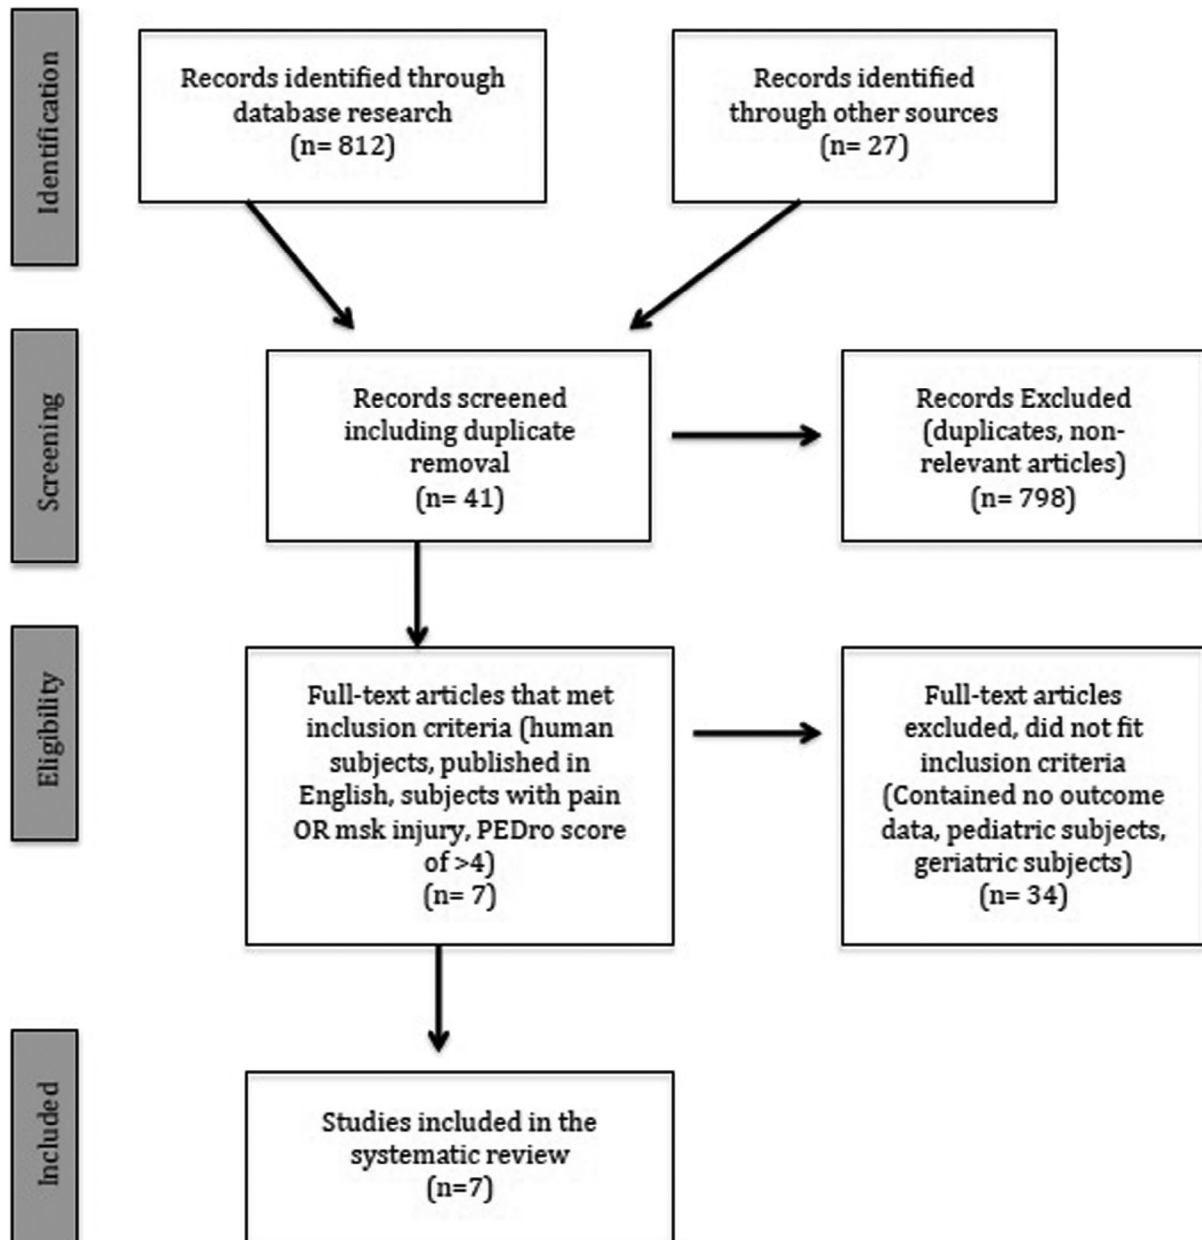 Identification
Records identified through
database research
(n= 812)
Records identified
through other sources
(n= 27)
Screening
Records screened
including duplicate
removal
(n= 41)
Records Excluded
(duplicates, non-
relevant articles)
(n= 798)
Eligibility
Full-text articles that met
inclusion criteria (human
subjects, published in
English, subjects with pain
OR msk injury, PEDro score
of >4)
(n= 7)
Full-text articles
excluded, did not fit
inclusion criteria
(Contained no outcome
data, pediatric subjects,
geriatric subjects)
(n= 34)
Included
Studies included in the
systematic review
(n=7)